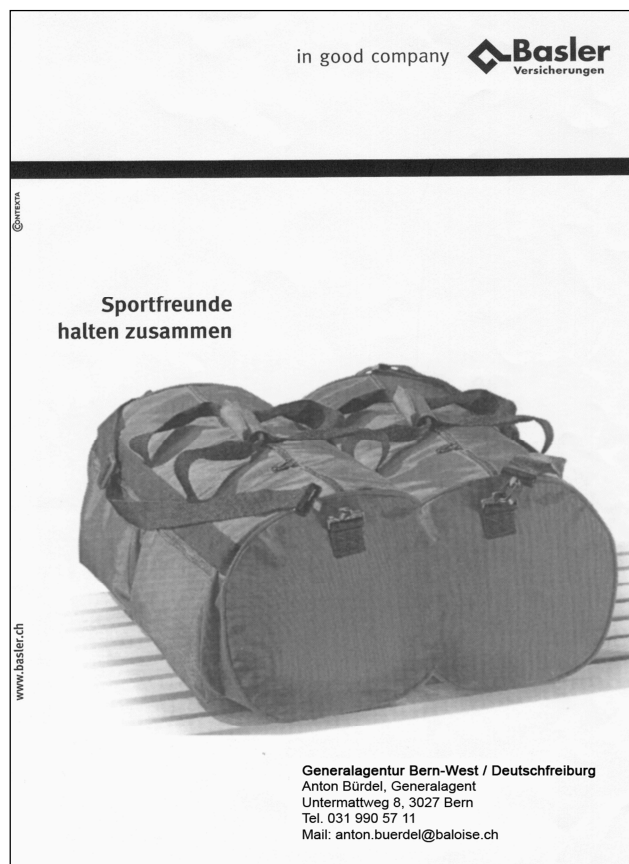 in good company
Basler
Versicherungen
©ONTEXTA
Sportfreunde
halten zusammen
www.basler.ch
Generalagentur Bern-West / Deutschfreiburg
Anton Bürdel, Generalagent
Untermattweg 8, 3027 Bern
Tel. 031 990 57 11
Mail: anton.buerdel@baloise.ch